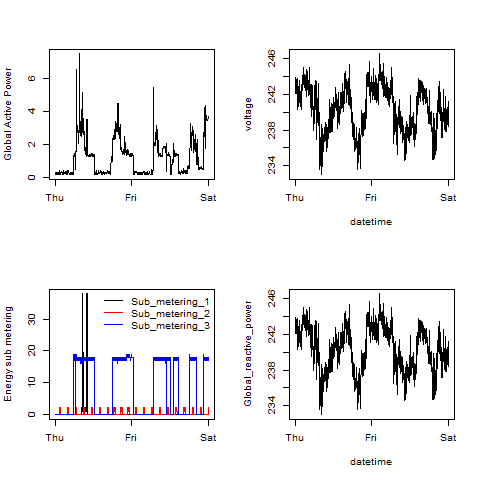 Global Active Power
0 2 4 6
Thu Fri Sat
voltage
234 238 242 246
Thu Fri Sat
datetime
Energy sub metering
0 10 20 30
Sub_metering_1
Sub_metering_2
Sub_metering_3
Thu Fri Sat
Global_reactive_power
234 238 242 246
Thu Fri Sat
datetime